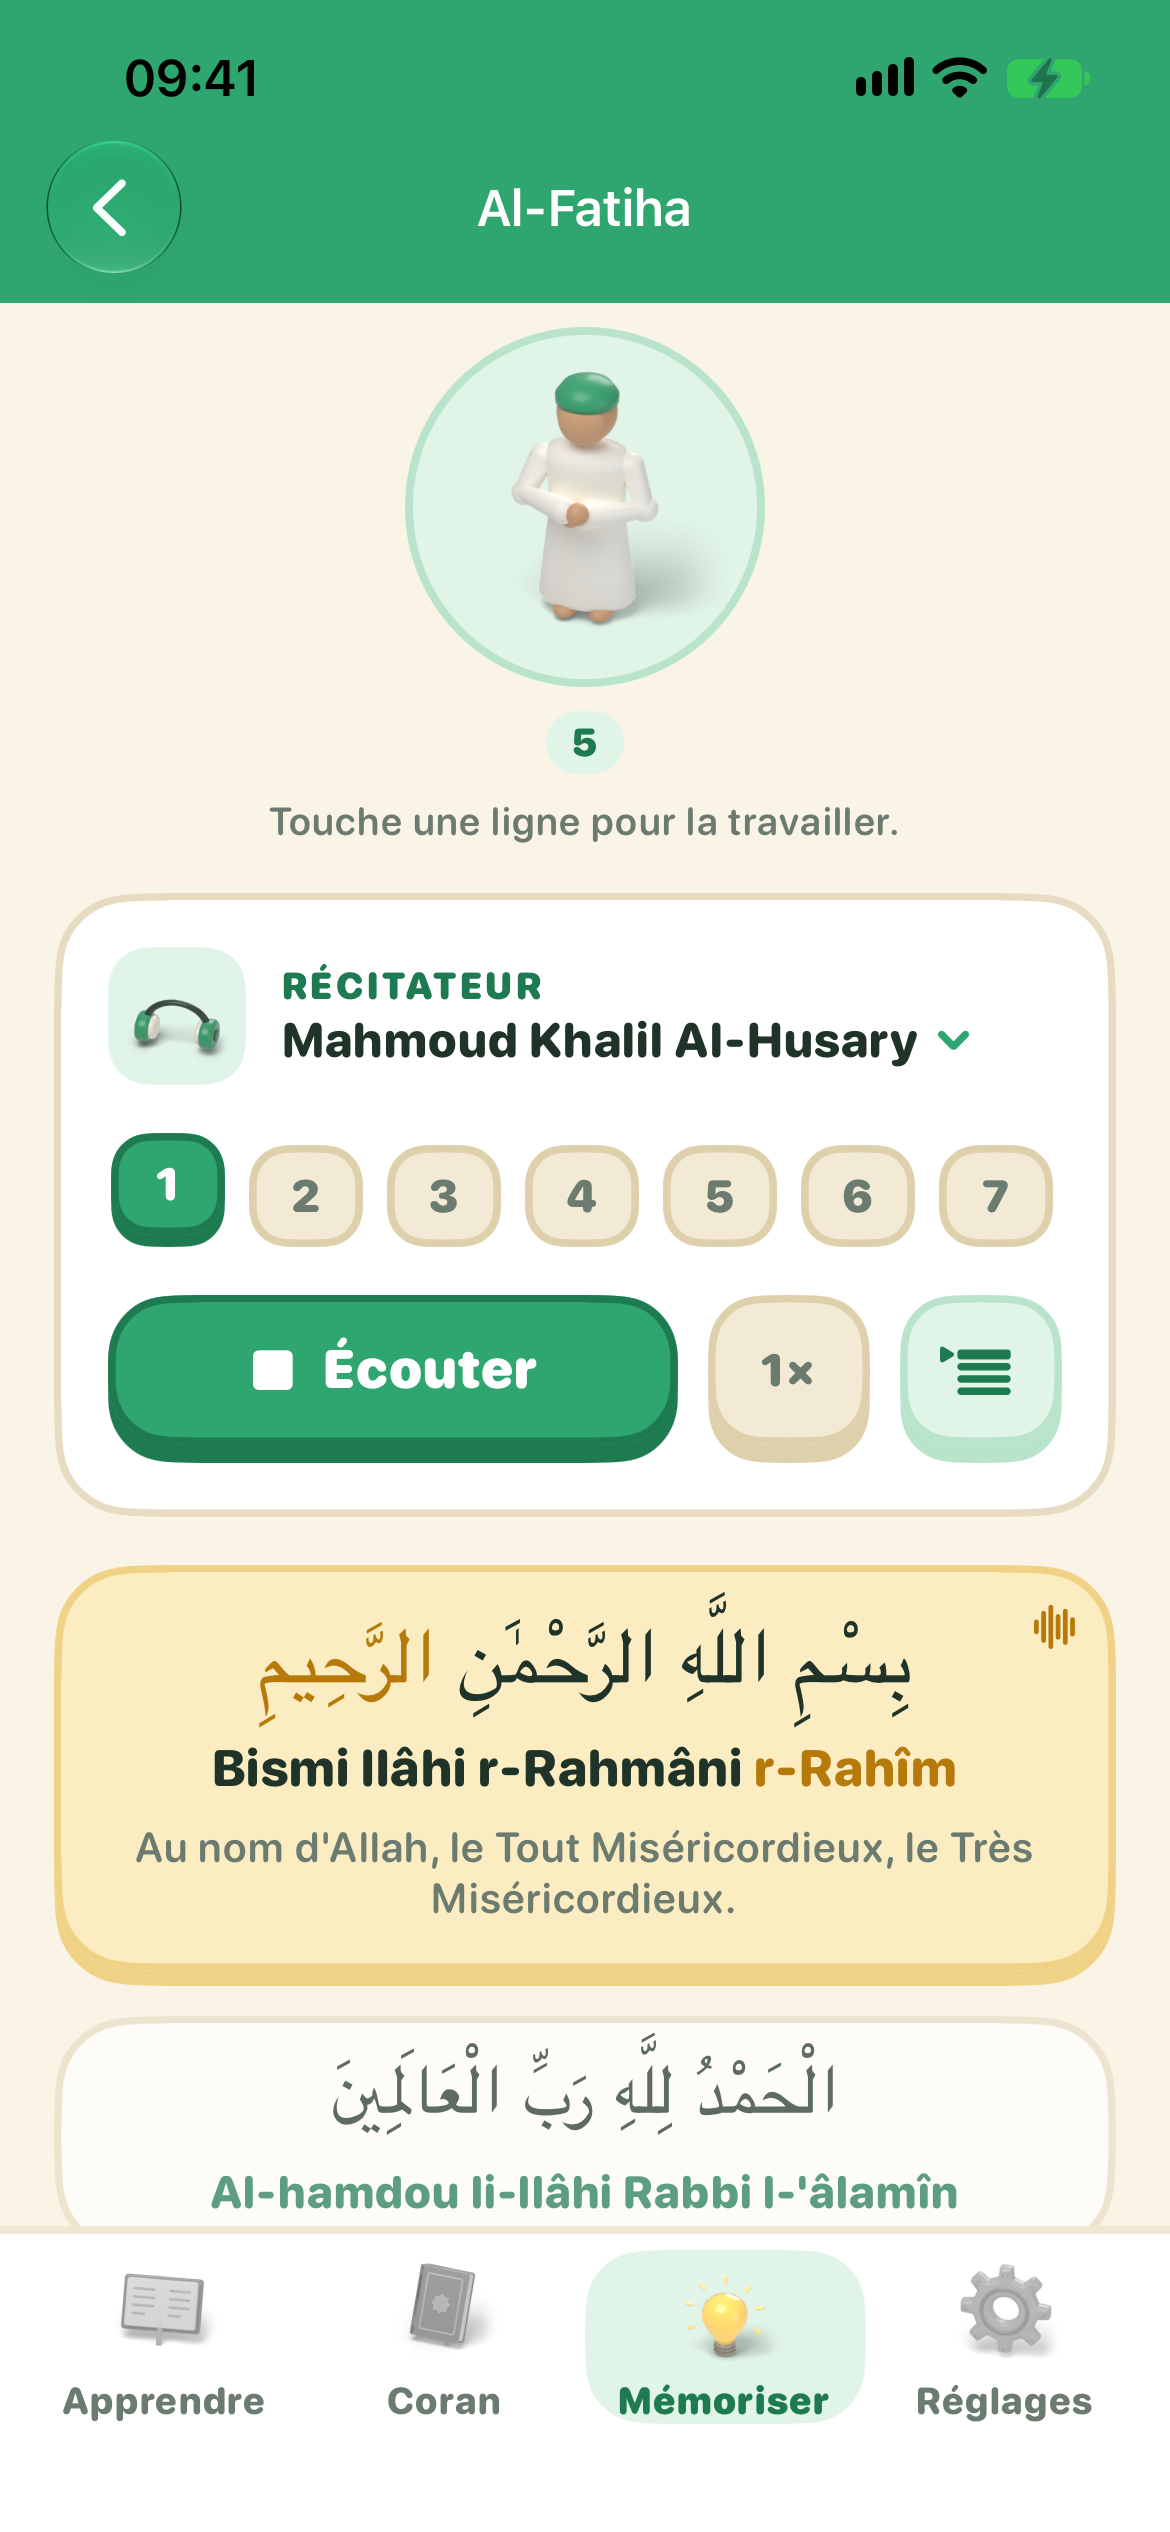 09:41
Al-Fatiha
5
Touche une ligne pour la travailler.
RÉCITATEUR
Mahmoud Khalil Al-Husary
1 2 3 4 5 6 7
Écouter 1×
بِسْمِ اللَّهِ الرَّحْمَٰنِ الرَّحِيمِ
Bismi llâhi r-Rahmâni r-Rahîm
Au nom d'Allah, le Tout Miséricordieux, le Très
Miséricordieux.
الْحَمْدُ لِلَّهِ رَبِّ الْعَالَمِينَ
Al-hamdou li-llâhi Rabbi l-'âlamîn
Apprendre Coran Mémoriser Réglages